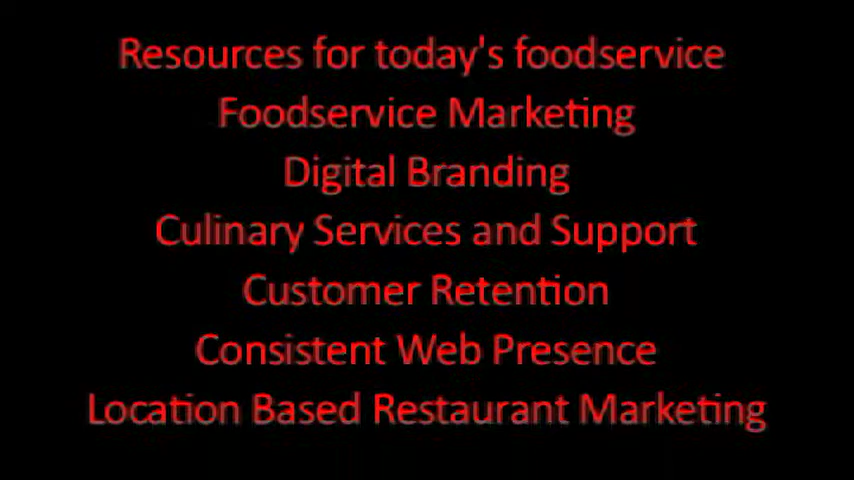 Resources for today's foodservice
Foodservice Marketing
Digital Branding
Culinary Services and Support
Customer Retention
Consistent Web Presence
Location Based Restaurant Marketing